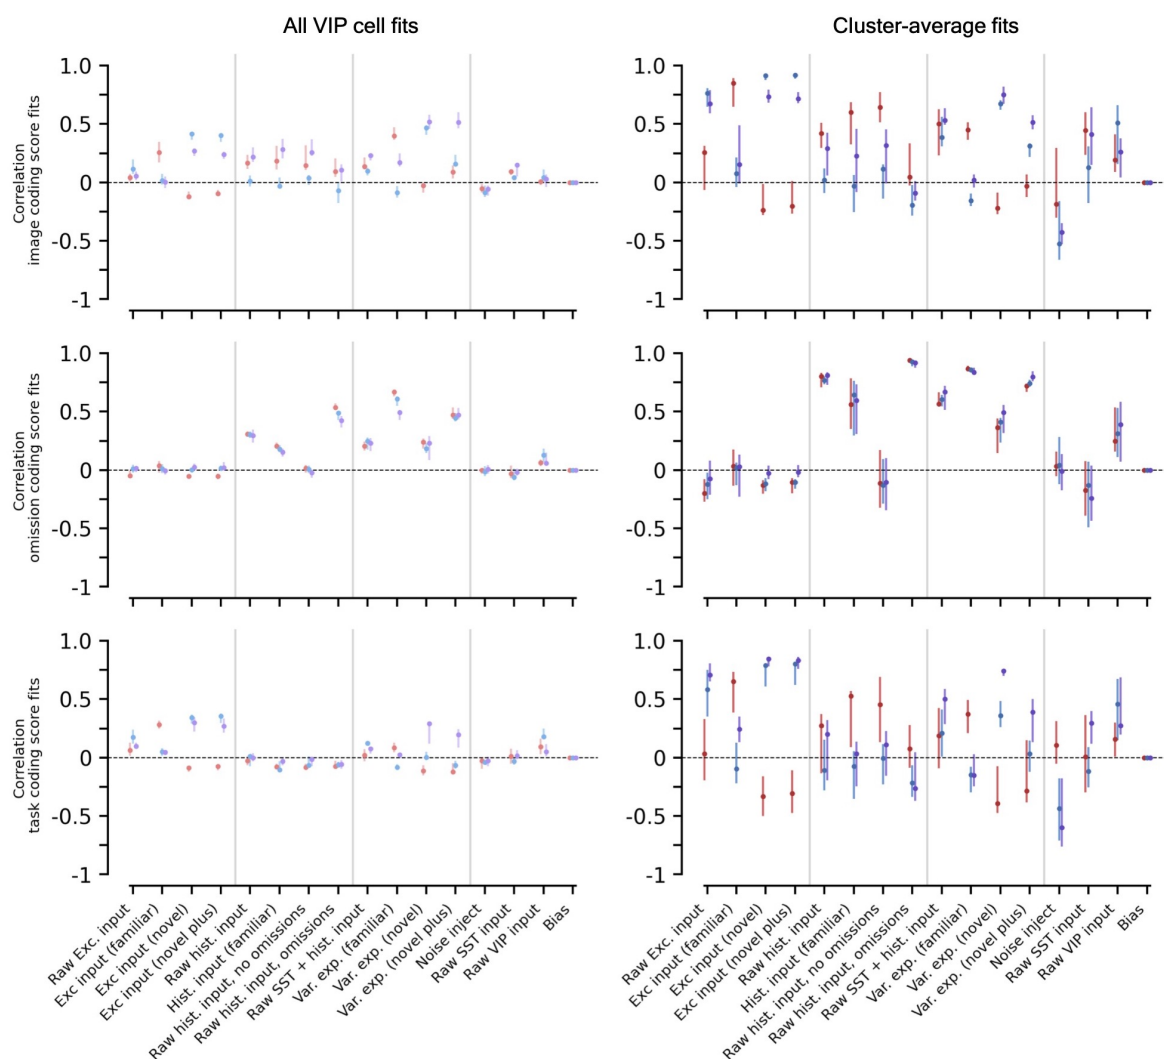 All VIP cell fits
Cluster-average fits
Correlation
image coding score fits
1.0
0.5
0
-0.5
-1
1.0
0.5
0
-0.5
-1
Correlation
omission coding score fits
1.0
0.5
0
-0.5
-1
1.0
0.5
0
-0.5
-1
Correlation
task coding score fits
1.0
0.5
0
-0.5
-1
1.0
0.5
0
-0.5
-1
Raw Exc. input
Exc input (familiar)
Exc input (novel)
Exc input (novel plus)
Raw hist. input
Hist. input (familiar)
Raw hist. input, no omissions
Raw hist. input, omissions
Raw SST + hist. input
Var. exp. (familiar)
Var. exp. (novel)
Var. exp. (novel plus)
Noise inject
Raw SST input
Raw VIP input
Bias
Raw Exc. input
Exc input (familiar)
Exc input (novel)
Exc input (novel plus)
Raw hist. input
Hist. input (familiar)
Raw hist. input, no omissions
Raw hist. input, omissions
Raw SST + hist. input
Var. exp. (familiar)
Var. exp. (novel)
Var. exp. (novel plus)
Noise inject
Raw SST input
Raw VIP input
Bias